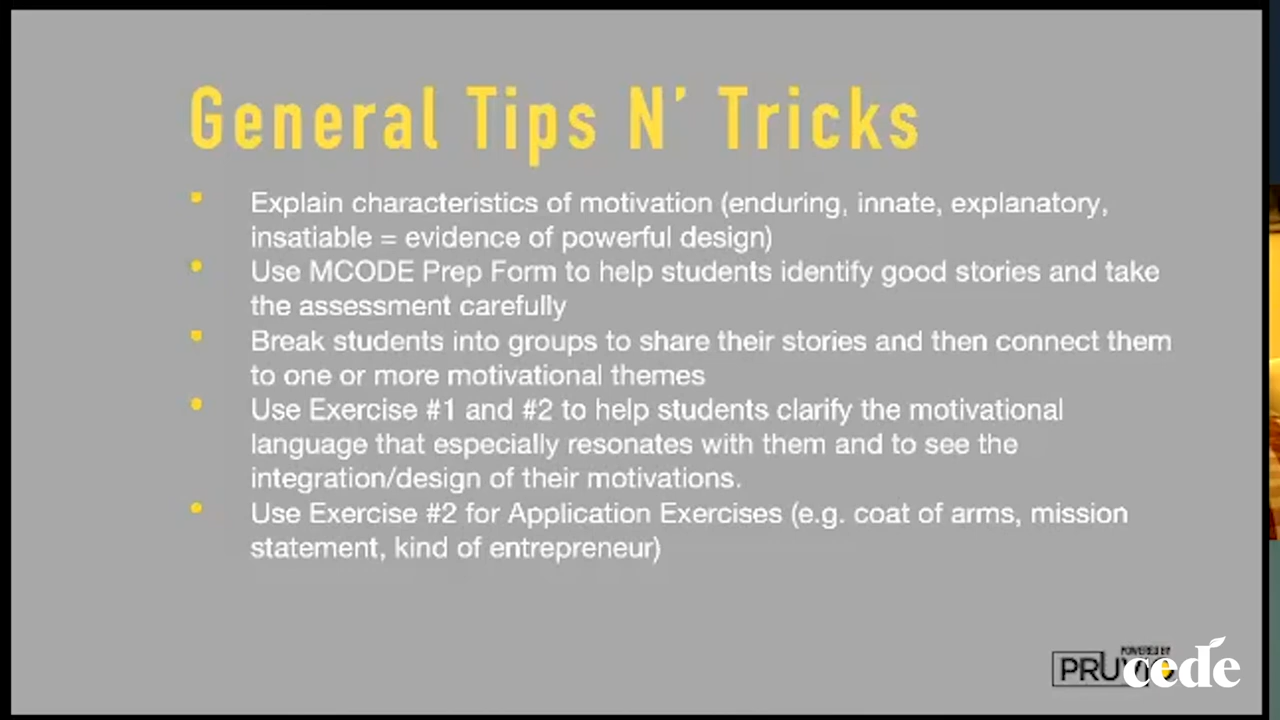 General Tips N' Tricks
Explain characteristics of motivation (enduring, innate, explanatory,
insatiable = evidence of powerful design)
Use MCODE Prep Form to help students identify good stories and take
the assessment carefully
Break students into groups to share their stories and then connect them
to one or more motivational themes
Use Exercise #1 and #2 to help students clarify the motivational
language that especially resonates with them and to see the
integration/design of their motivations.
Use Exercise #2 for Application Exercises (e.g. coat of arms, mission
statement, kind of entrepreneur)
POWERED BY
cede